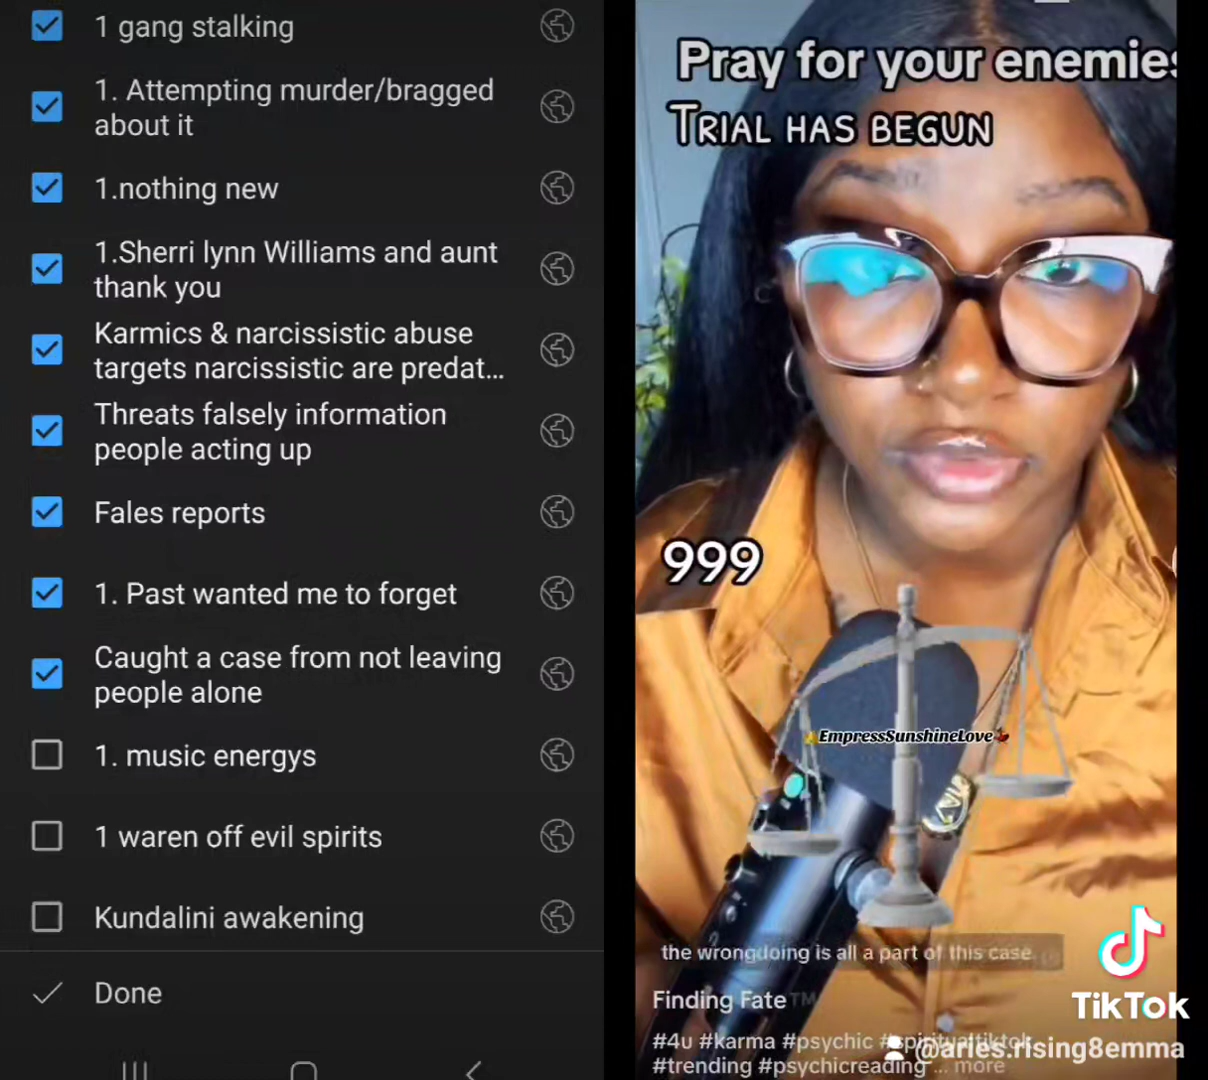 1 gang stalking
1. Attempting murder/bragged
about it
1.nothing new
1.Sherri lynn Williams and aunt
thank you
Karmics & narcissistic abuse
targets narcissistic are predat...
Threats falsely information
people acting up
Fales reports
1. Past wanted me to forget
Caught a case from not leaving
people alone
1. music energys
1 waren off evil spirits
Kundalini awakening
Done
Pray for your enemies
TRIAL HAS BEGUN
999
EmpressSunshineLove
the wrongdoing is all a part of this case.
Finding Fate™
#4u #karma #psychic #spiritualtiktok
#trending #psychicreading ... more
TikTok
@aries.rising8emma